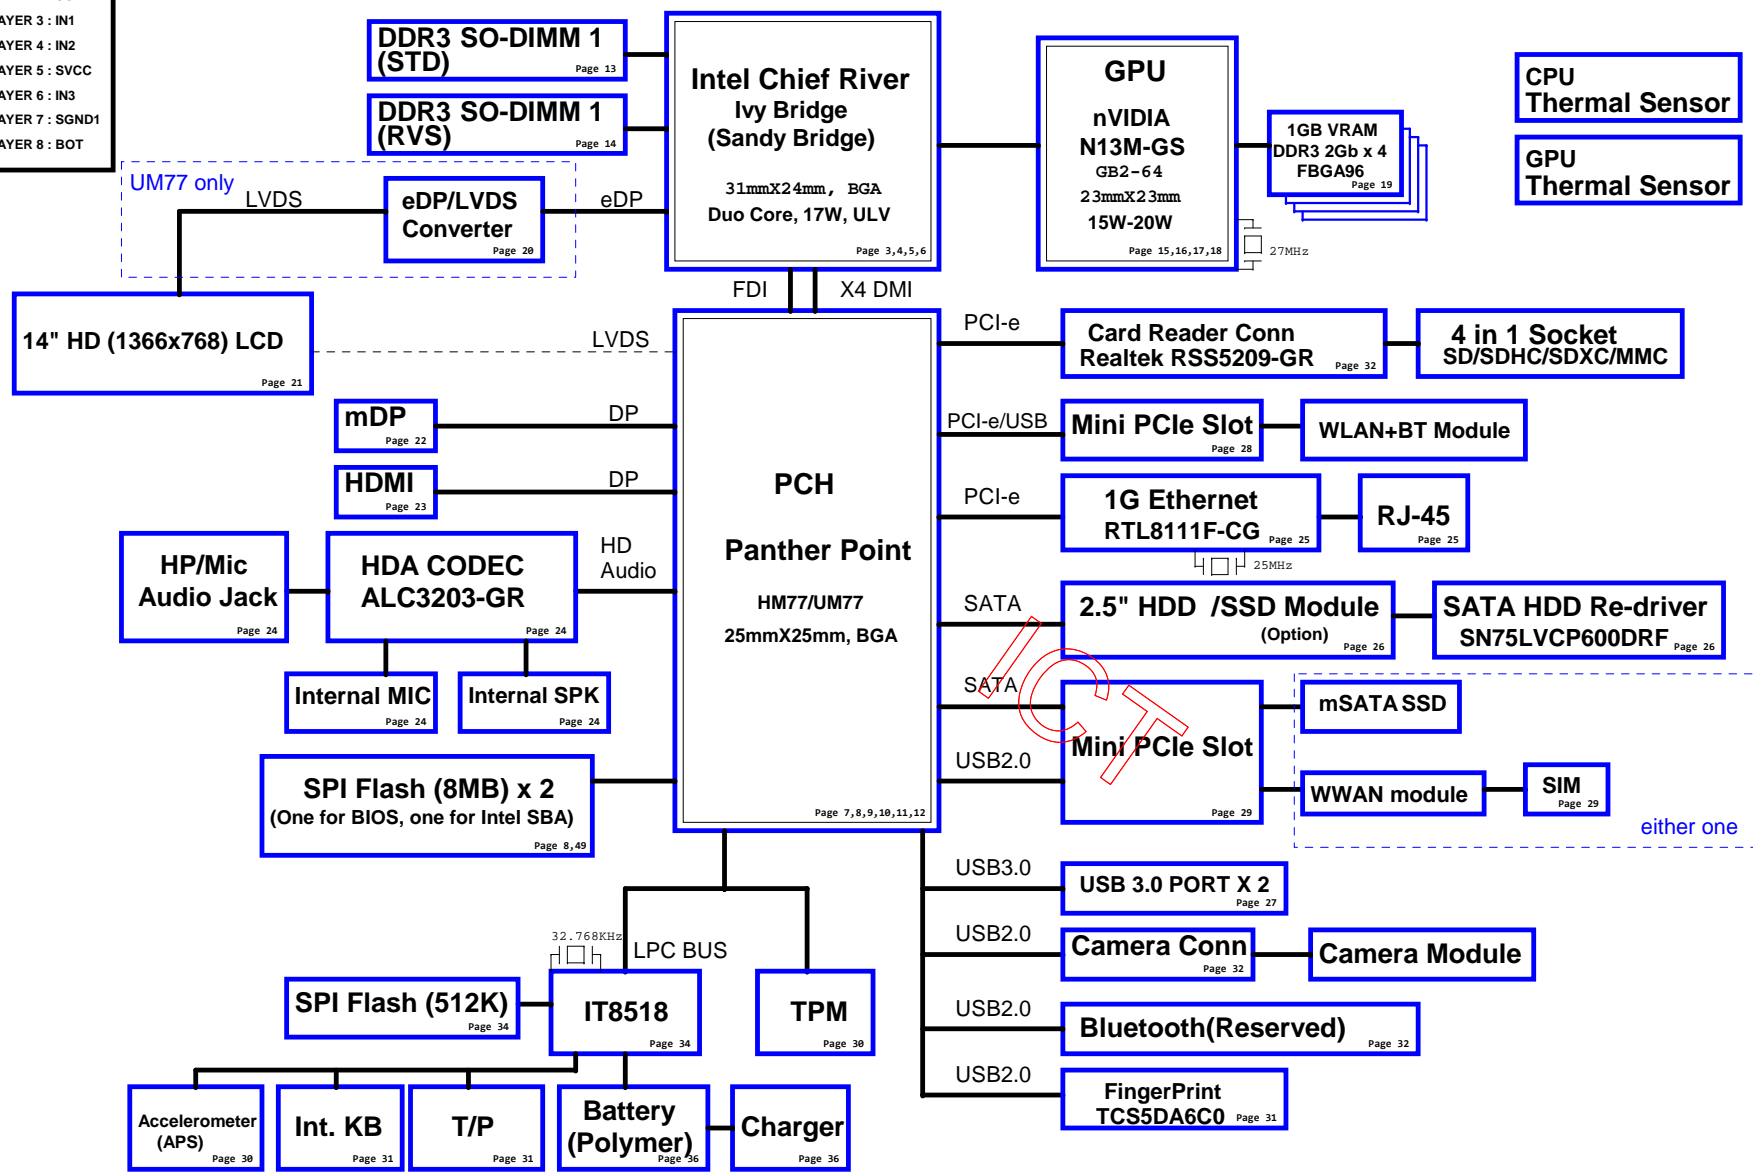 AYER 3 : IN1
AYER 4 : IN2
AYER 5 : SVCC
AYER 6 : IN3
AYER 7 : SGND1
AYER 8 : BOT
DDR3 SO-DIMM 1
(STD)
Page 13
DDR3 SO-DIMM 1
(RVS)
Page 14
Intel Chief River
Ivy Bridge
(Sandy Bridge)
31mmX24mm, BGA
Duo Core, 17W, ULV
Page 3,4,5,6
GPU
nVIDIA
N13M-GS
GB2-64
23mmX23mm
15W-20W
Page 15,16,17,18
27MHz
1GB VRAM
DDR3 2Gb x 4
FBGA96
Page 19
CPU
Thermal Sensor
GPU
Thermal Sensor
UM77 only
LVDS
eDP/LVDS
Converter
Page 20
eDP
FDI
X4 DMI
14" HD (1366x768) LCD
Page 21
LVDS
mDP
Page 22
DP
HDMI
Page 23
DP
HP/Mic
Audio Jack
Page 24
HDA CODEC
ALC3203-GR
Page 24
HD
Audio
Internal MIC
Page 24
Internal SPK
Page 24
SPI Flash (8MB) x 2
(One for BIOS, one for Intel SBA)
Page 8,49
PCH
Panther Point
HM77/UM77
25mmX25mm, BGA
Page 7,8,9,10,11,12
PCI-e
Card Reader Conn
Realtek RSS5209-GR
Page 32
4 in 1 Socket
SD/SDHC/SDXC/MMC
PCI-e/USB
Mini PCIe Slot
Page 28
WLAN+BT Module
PCI-e
1G Ethernet
RTL8111F-CG
Page 25
RJ-45
Page 25
25MHz
SATA
2.5" HDD /SSD Module
(Option)
Page 26
SATA HDD Re-driver
SN75LVCP600DRF
Page 26
SATA
USB2.0
Mini PCIe Slot
Page 29
ICT
mSATA SSD
WWAN module
SIM
Page 29
either one
USB3.0
USB 3.0 PORT X 2
Page 27
USB2.0
Camera Conn
Page 32
Camera Module
USB2.0
Bluetooth(Reserved)
Page 32
USB2.0
FingerPrint
TCS5DA6C0
Page 31
32.768KHz
LPC BUS
SPI Flash (512K)
Page 34
IT8518
Page 34
TPM
Page 30
Accelerometer
(APS)
Page 30
Int. KB
Page 31
T/P
Page 31
Battery
(Polymer)
Page 36
Charger
Page 36